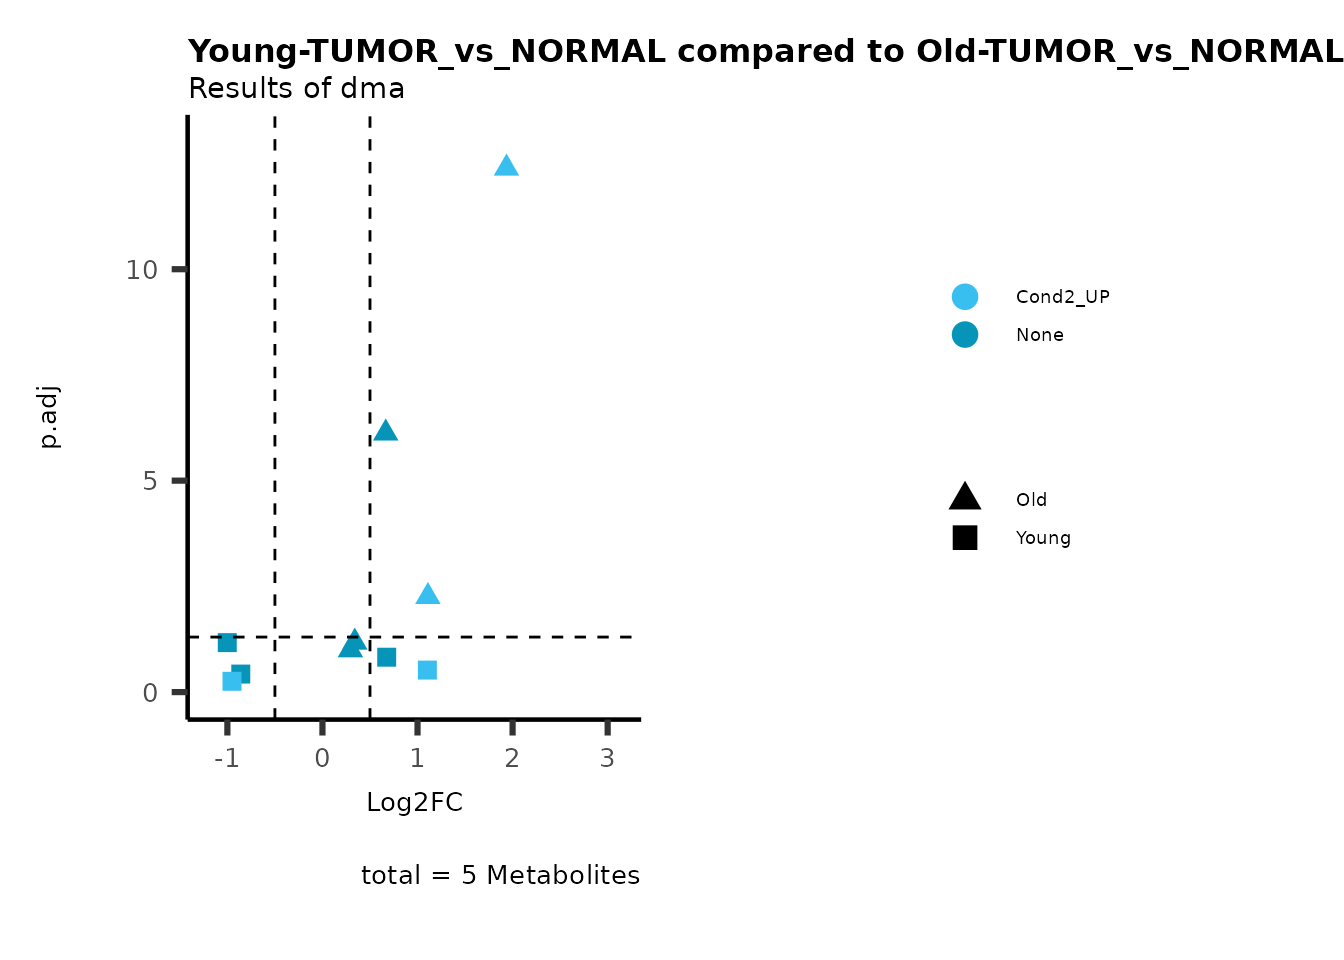 Young-TUMOR_vs_NORMAL compared to Old-TUMOR_vs_NORMAL
Results of dma
p.adj
10
5
0
-1 0 1 2 3
Log2FC
total = 5 Metabolites
Cond2_UP
None
Old
Young